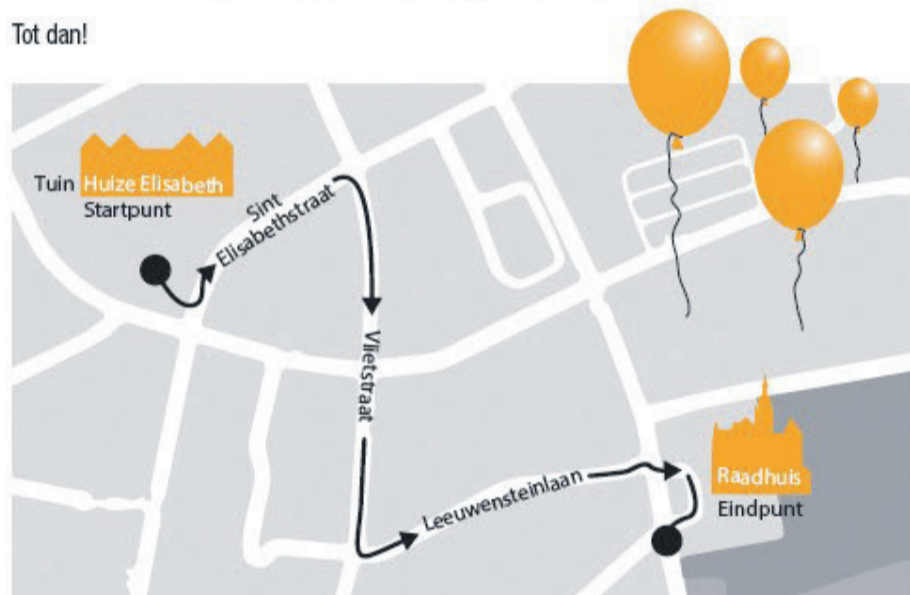 Tot dan!
Tuin Huize Elisabeth
Startpunt
Sint
Elisabethstraat
Vlietstraat
Leeuwensteinlaan
Raadhuis
Eindpunt